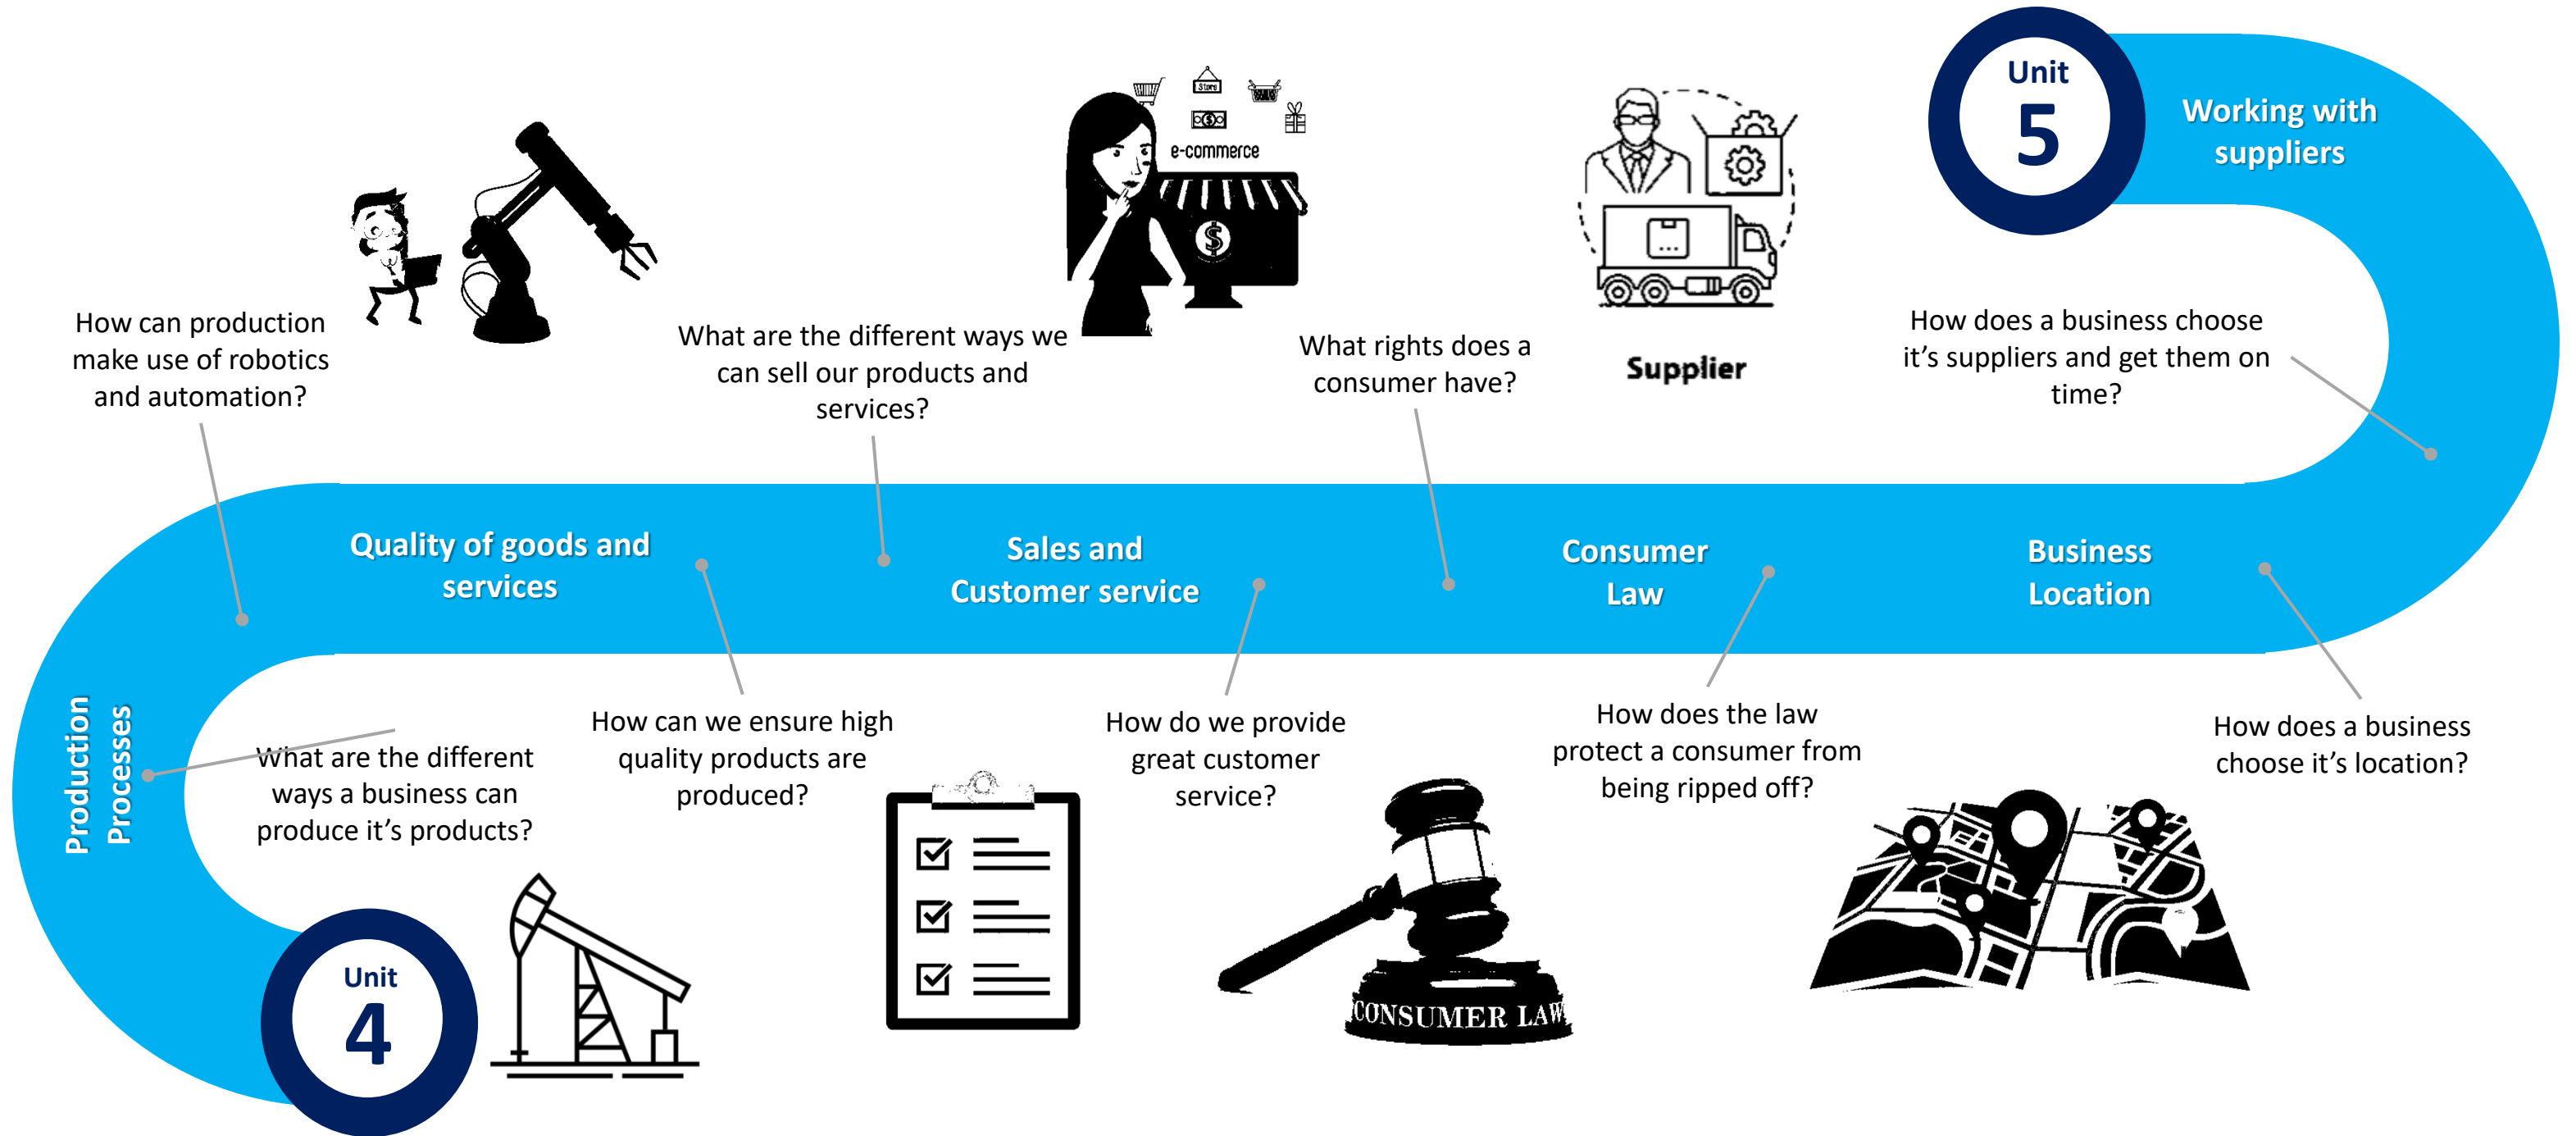 Unit
5
Working with
suppliers
Store
e-commerce
$
How can production
make use of robotics
and automation?
What are the different ways we
can sell our products and
services?
What rights does a
consumer have?
Supplier
How does a business choose
it’s suppliers and get them on
time?
Quality of goods and
services
Sales and
Customer service
Consumer
Law
Business
Location
Production
Processes
What are the different
ways a business can
produce it’s products?
How can we ensure high
quality products are
produced?
How do we provide
great customer
service?
How does the law
protect a consumer from
being ripped off?
How does a business
choose it’s location?
Unit
4
CONSUMER LAW